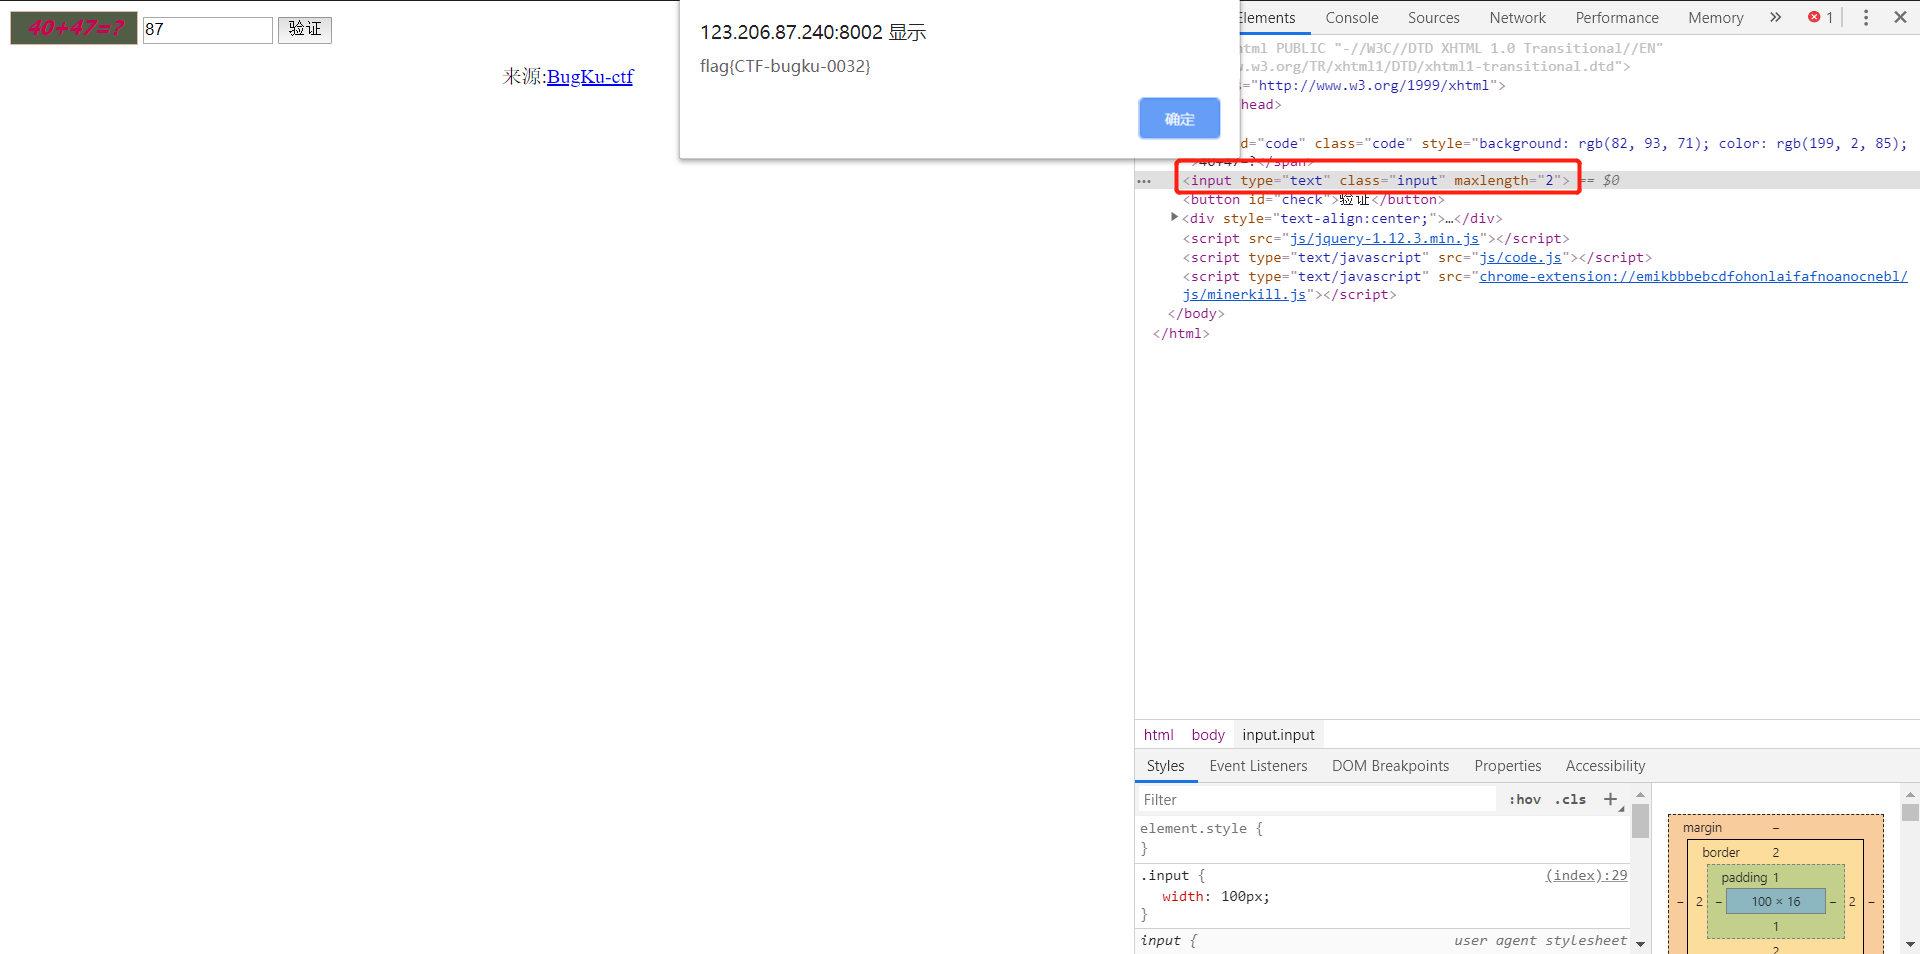 40+47=? 87 验证
来源:BugKu-ctf
123.206.87.240:8002 显示
flag{CTF-bugku-0032}
确定
Elements Console Sources Network Performance Memory » 1
html PUBLIC "-//W3C//DTD XHTML 1.0 Transitional//EN"
w.w3.org/TR/xhtml1/DTD/xhtml1-transitional.dtd">
="http://www.w3.org/1999/xhtml">
head>
d="code" class="code" style="background: rgb(82, 93, 71); color: rgb(199, 2, 85);
">40+47=?</span>
<input type="text" class="input" maxlength="2"> == $0
<button id="check">验证</button>
<div style="text-align:center;">…</div>
<script src="js/jquery-1.12.3.min.js"></script>
<script type="text/javascript" src="js/code.js"></script>
<script type="text/javascript" src="chrome-extension://emikbbbebcdfohonlaifafnoanocnebl/
js/minerkill.js"></script>
</body>
</html>
html body input.input
Styles Event Listeners DOM Breakpoints Properties Accessibility
Filter :hov .cls +
element.style {
}
.input { (index):29
width: 100px;
}
input { user agent stylesheet
margin –
border 2
padding 1
– 2 – 100 × 16 – 2 –
1
2